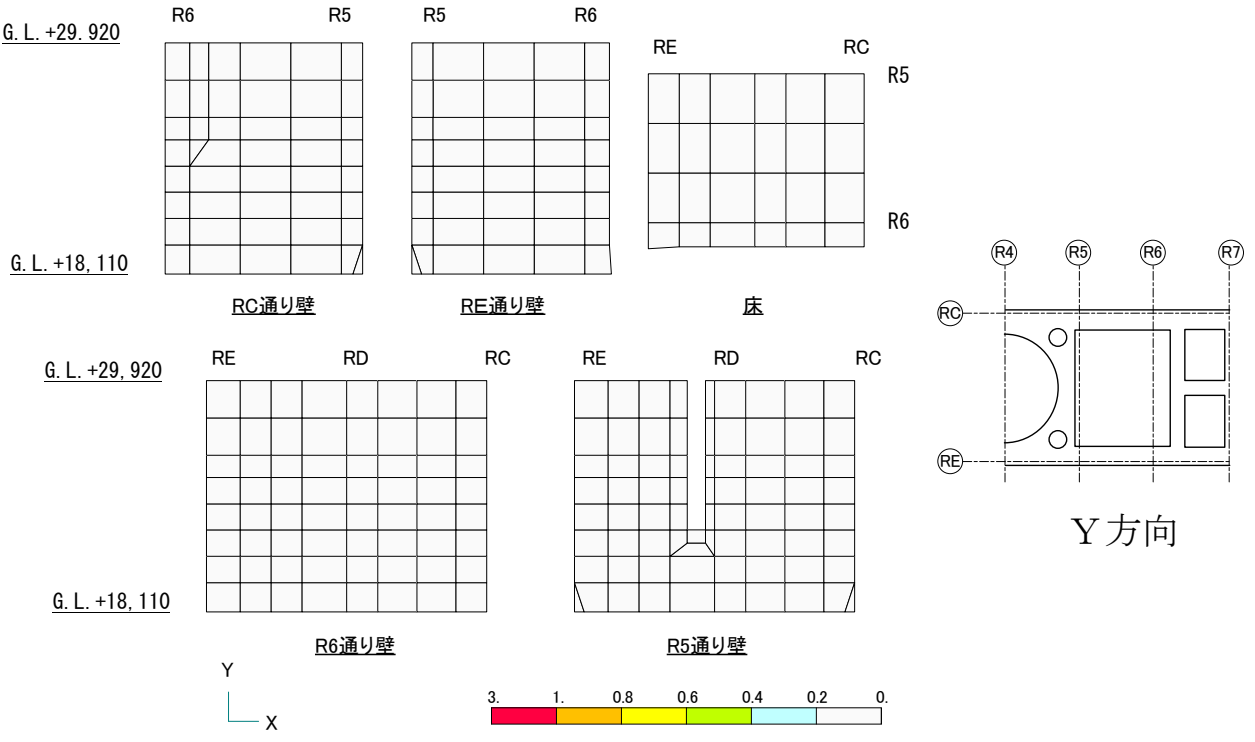 R6 R5 R5 R6
G. L. +29. 920
RE RC
R5
R6
G. L. +18, 110
RC通り壁 RE通り壁 床
R4 R5 R6 R7
RC
RE
Y方向
RE RD RC RE RD RC
G. L. +29, 920
G. L. +18, 110
R6通り壁 R5通り壁
Y
X
3. 1. 0.8 0.6 0.4 0.2 0.